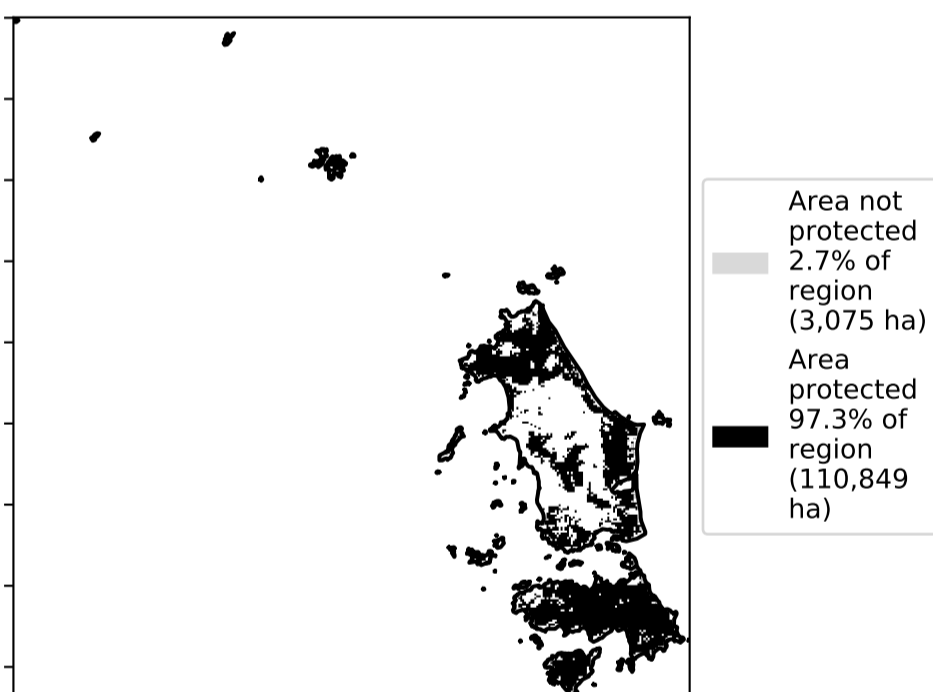 Area not
protected
2.7% of
region
(3,075 ha)
Area
protected
97.3% of
region
(110,849
ha)